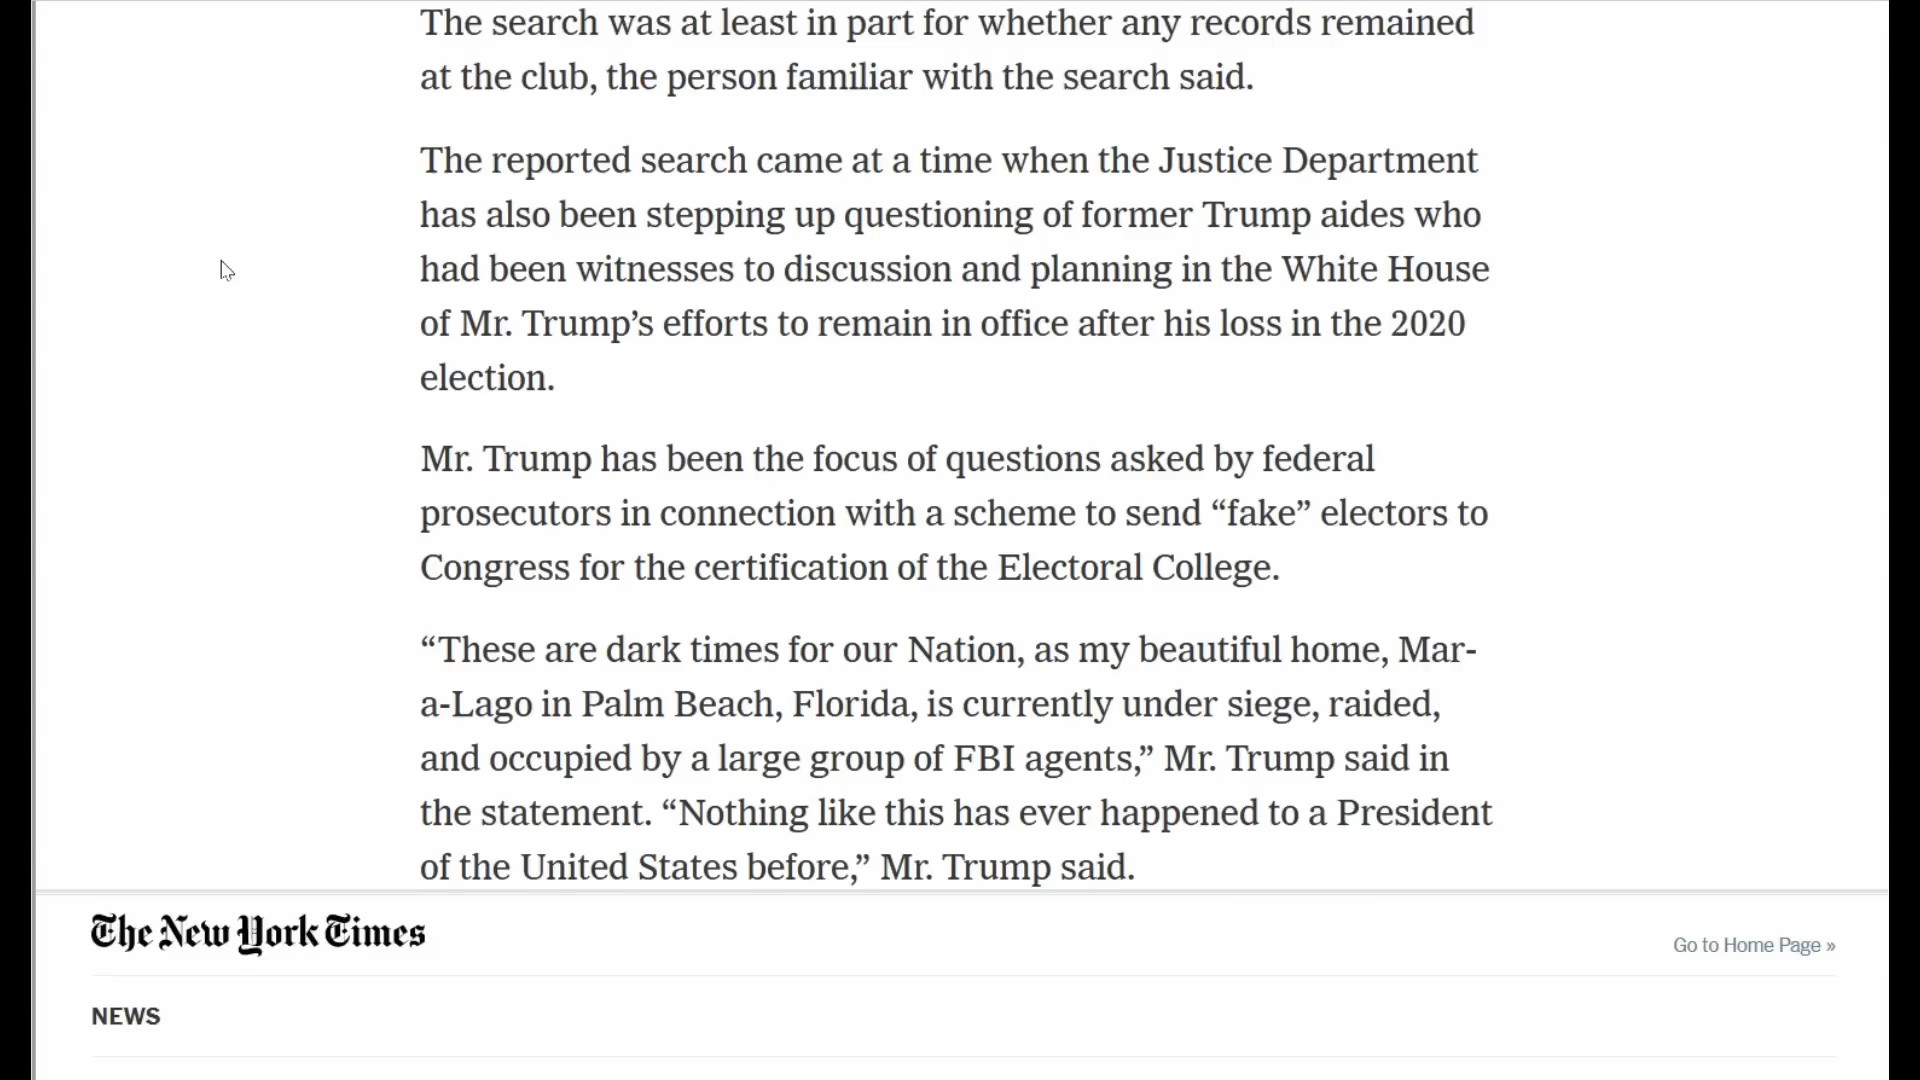 The search was at least in part for whether any records remained
at the club, the person familiar with the search said.
The reported search came at a time when the Justice Department
has also been stepping up questioning of former Trump aides who
had been witnesses to discussion and planning in the White House
of Mr. Trump’s efforts to remain in office after his loss in the 2020
election.
Mr. Trump has been the focus of questions asked by federal
prosecutors in connection with a scheme to send “fake” electors to
Congress for the certification of the Electoral College.
“These are dark times for our Nation, as my beautiful home, Mar-
a-Lago in Palm Beach, Florida, is currently under siege, raided,
and occupied by a large group of FBI agents,” Mr. Trump said in
the statement. “Nothing like this has ever happened to a President
of the United States before,” Mr. Trump said.
The New York Times
Go to Home Page »
NEWS